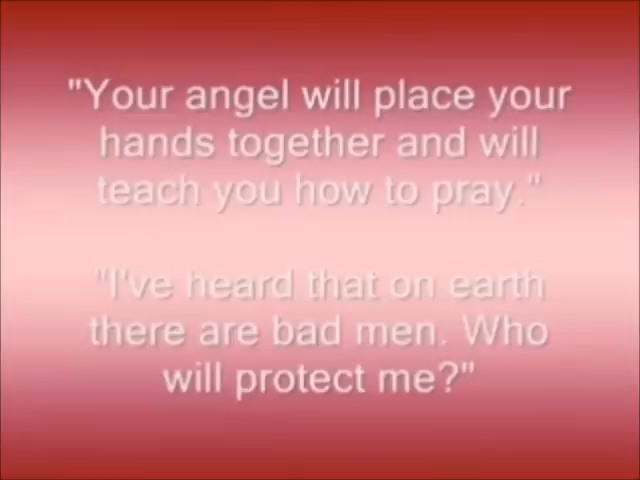 "Your angel will place your
hands together and will
teach you how to pray."
"I've heard that on earth
there are bad men. Who
will protect me?"